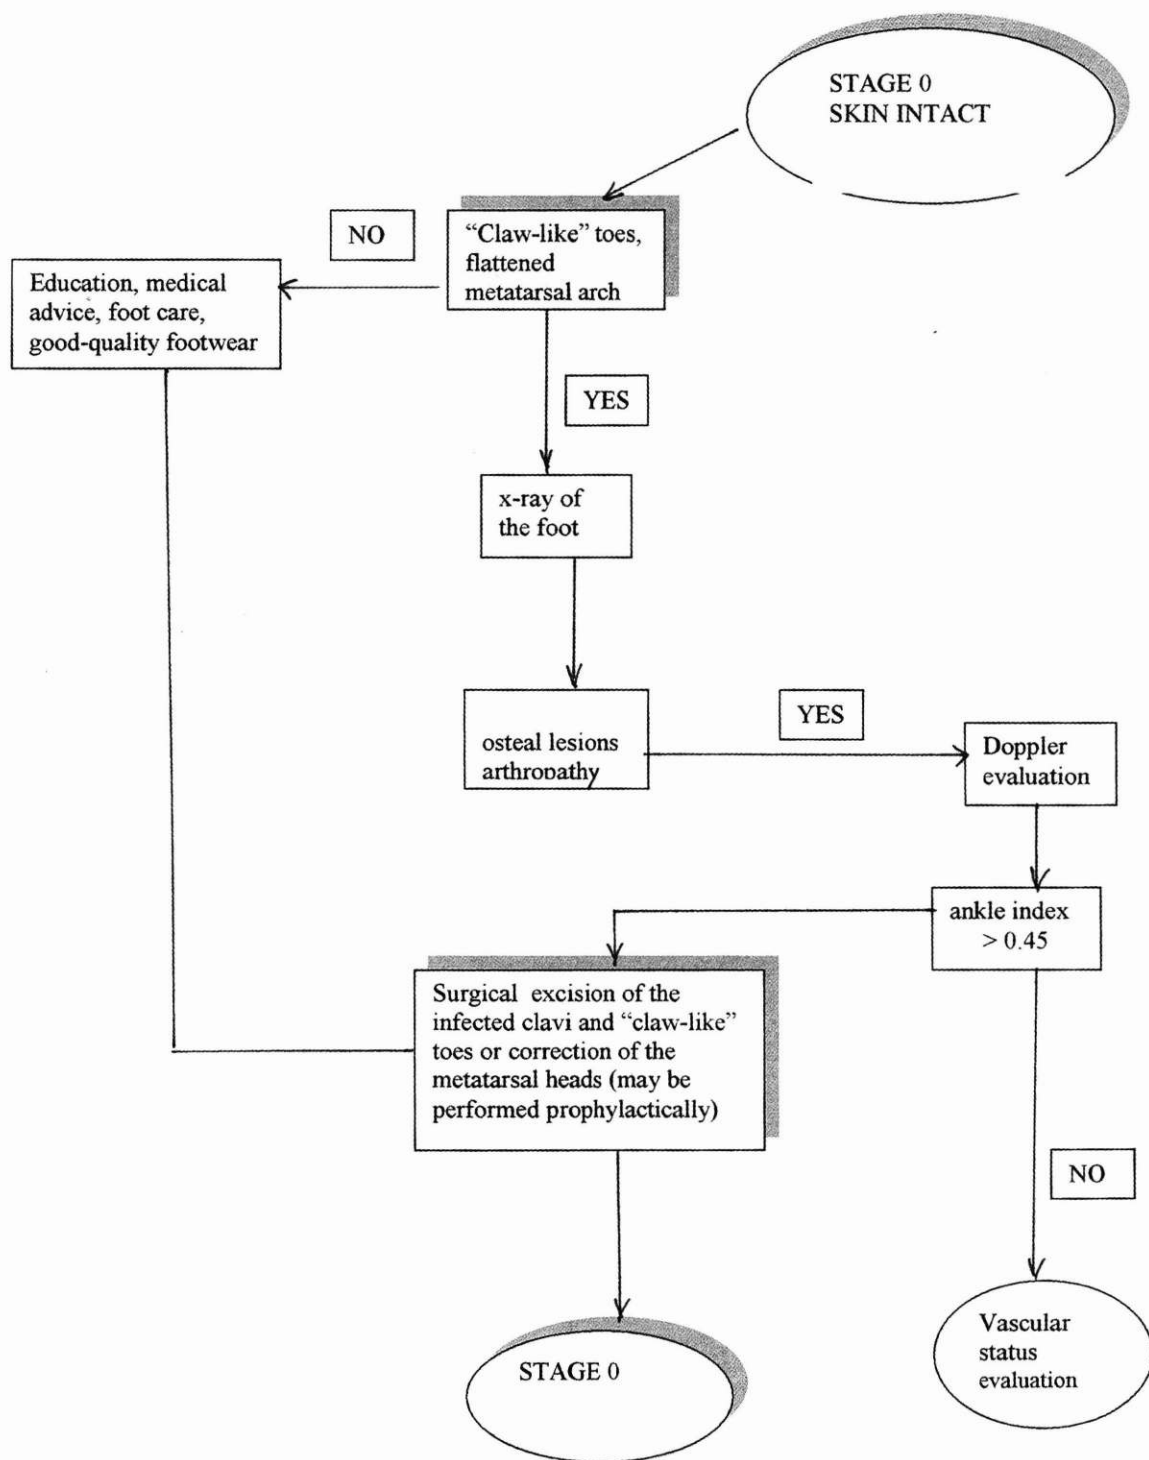 STAGE 0
SKIN INTACT
NO
“Claw-like” toes,
flattened
metatarsal arch
Education, medical
advice, foot care,
good-quality footwear
YES
x-ray of
the foot
YES
osteal lesions
arthropathy
Doppler
evaluation
ankle index
> 0.45
Surgical excision of the
infected clavi and “claw-like”
toes or correction of the
metatarsal heads (may be
performed prophylactically)
NO
Vascular
status
evaluation
STAGE 0